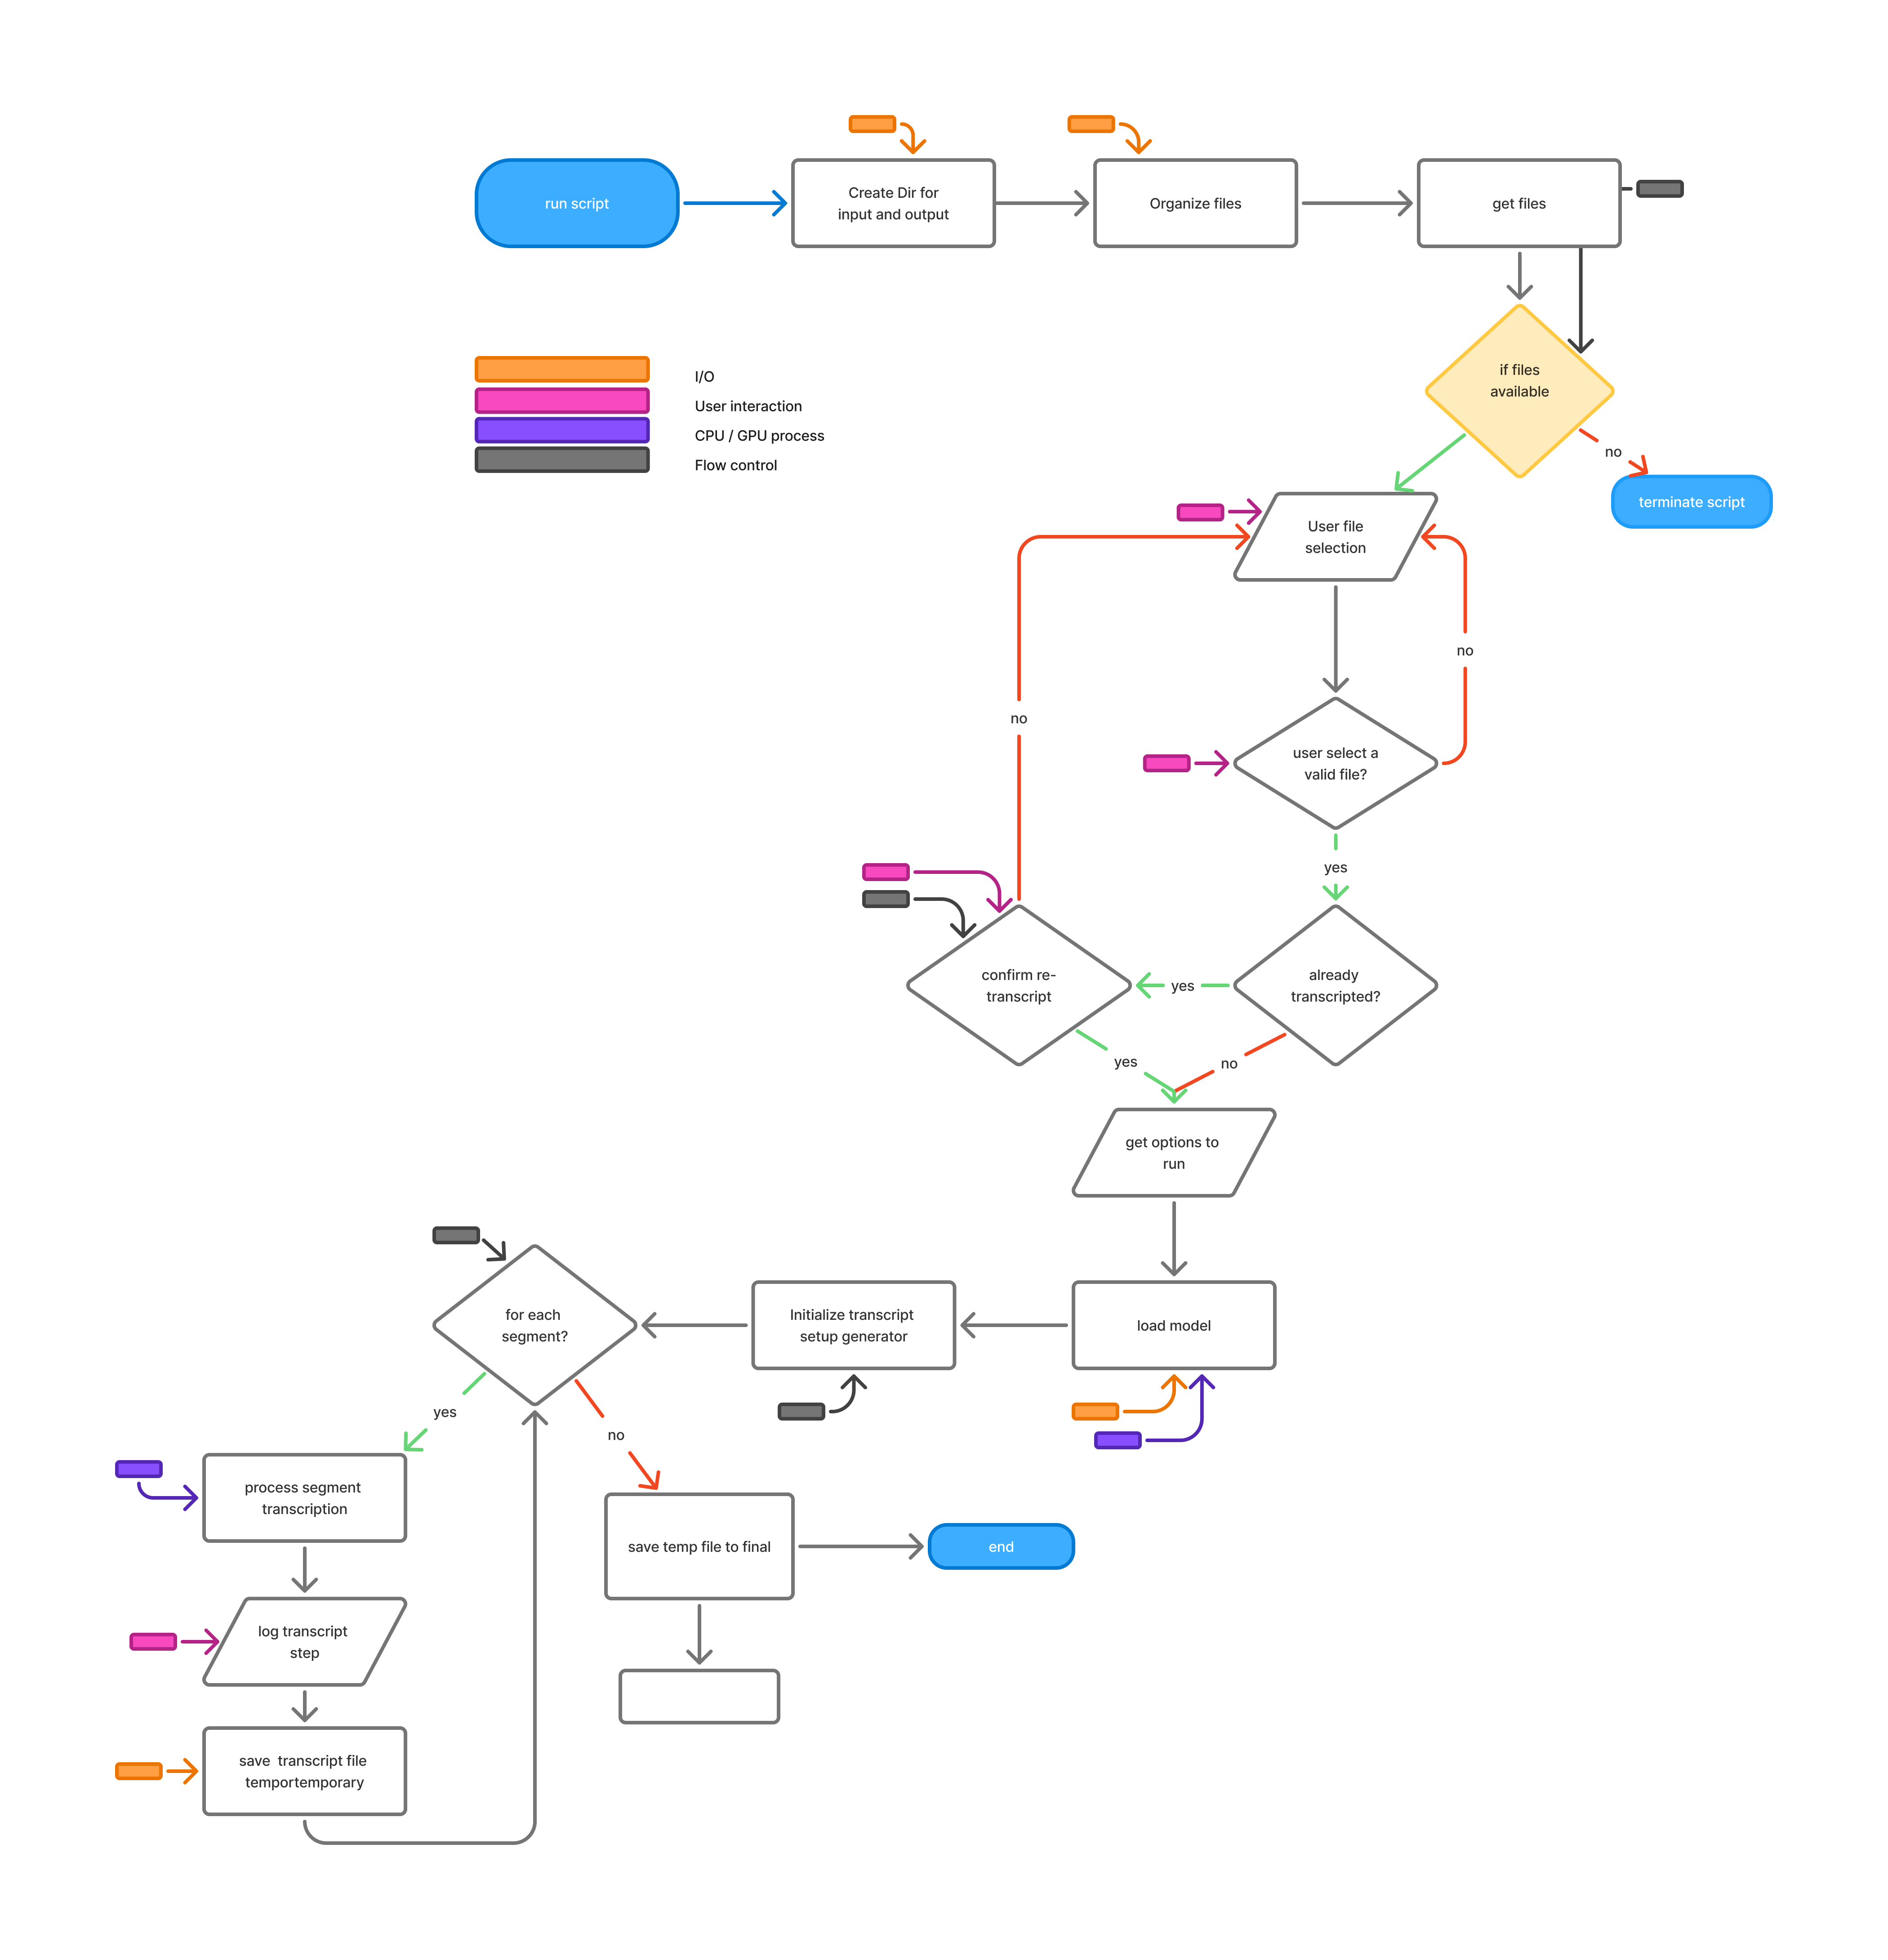 run script
Create Dir for
input and output
Organize files
get files
if files
available
no
terminate script
I/O
User interaction
CPU / GPU process
Flow control
User file
selection
no
no
user select a
valid file?
yes
confirm re-
transcript
yes
already
transcripted?
yes
no
get options to
run
for each
segment?
Initialize transcript
setup generator
load model
yes
no
process segment
transcription
save temp file to final
end
log transcript
step
save  transcript file
temportemporary